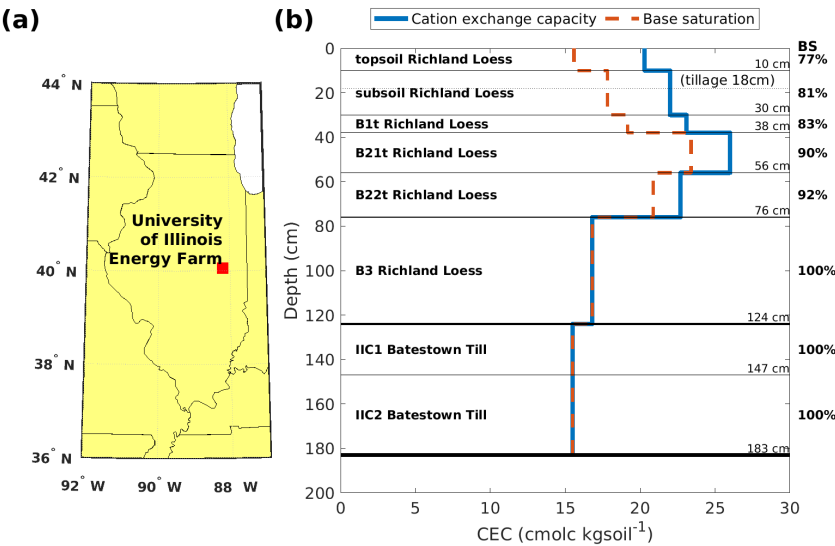 (a)
44° N
42° N
40° N
38° N
36° N
92° W
90° W
88° W
University
of Illinois
Energy Farm
(b)
Cation exchange capacity
Base saturation
BS
0
20
40
60
80
100
120
140
160
180
200
Depth (cm)
topsoil Richland Loess
10 cm
77%
(tillage 18cm)
subsoil Richland Loess
30 cm
81%
B1t Richland Loess
38 cm
83%
B21t Richland Loess
56 cm
90%
B22t Richland Loess
76 cm
92%
B3 Richland Loess
124 cm
100%
IIC1 Batestown Till
147 cm
100%
IIC2 Batestown Till
183 cm
100%
0
5
10
15
20
25
30
CEC (cmolc kgsoil⁻¹)